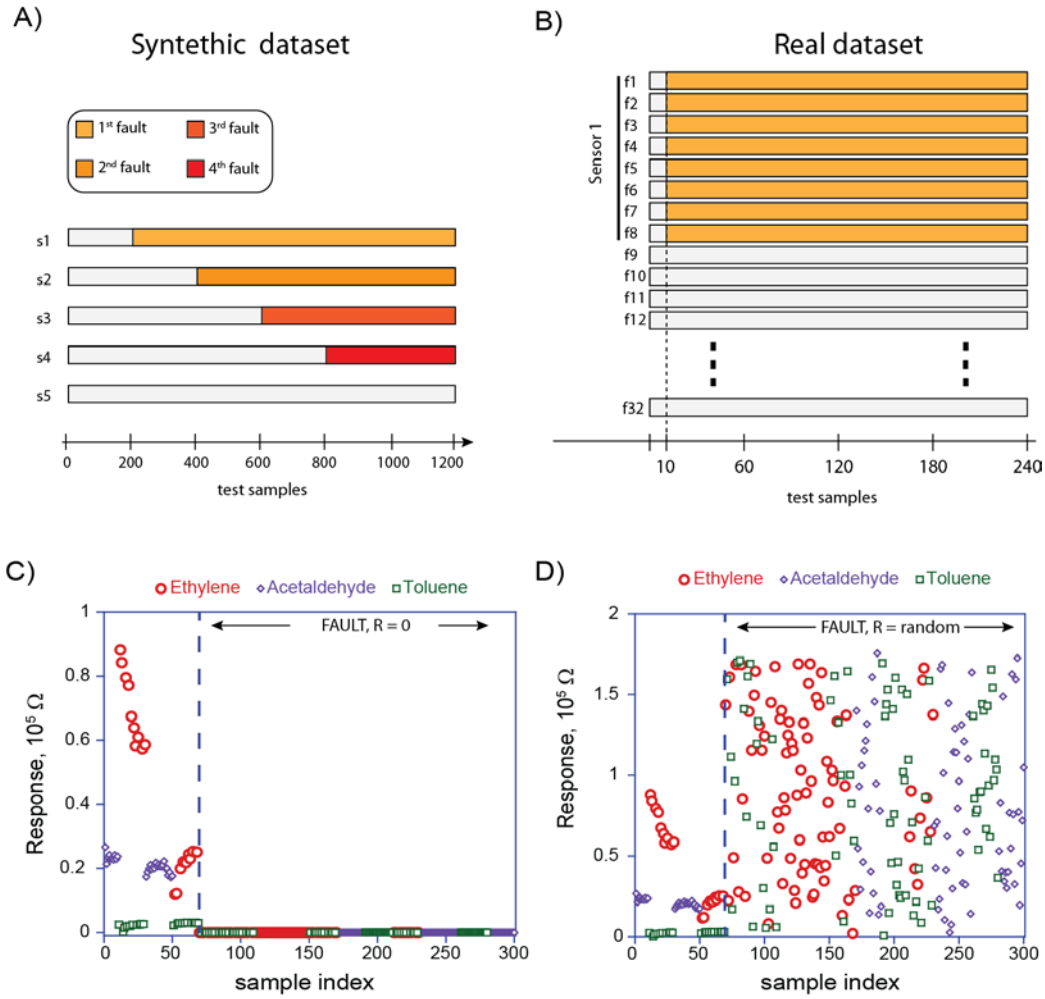 A)
Syntethic dataset
1st fault
3rd fault
2nd fault
4th fault
s1
s2
s3
s4
s5
0 200 400 600 800 1000 1200
test samples
B)
Real dataset
Sensor 1
f1
f2
f3
f4
f5
f6
f7
f8
f9
f10
f11
f12
f32
10 60 120 180 240
test samples
C)
Ethylene Acetaldehyde Toluene
FAULT, R = 0
Response, 10⁵ Ω
1
0.8
0.6
0.4
0.2
0
0 50 100 150 200 250 300
sample index
D)
Ethylene Acetaldehyde Toluene
FAULT, R = random
Response, 10⁵ Ω
2
1.5
1
0.5
0
0 50 100 150 200 250 300
sample index